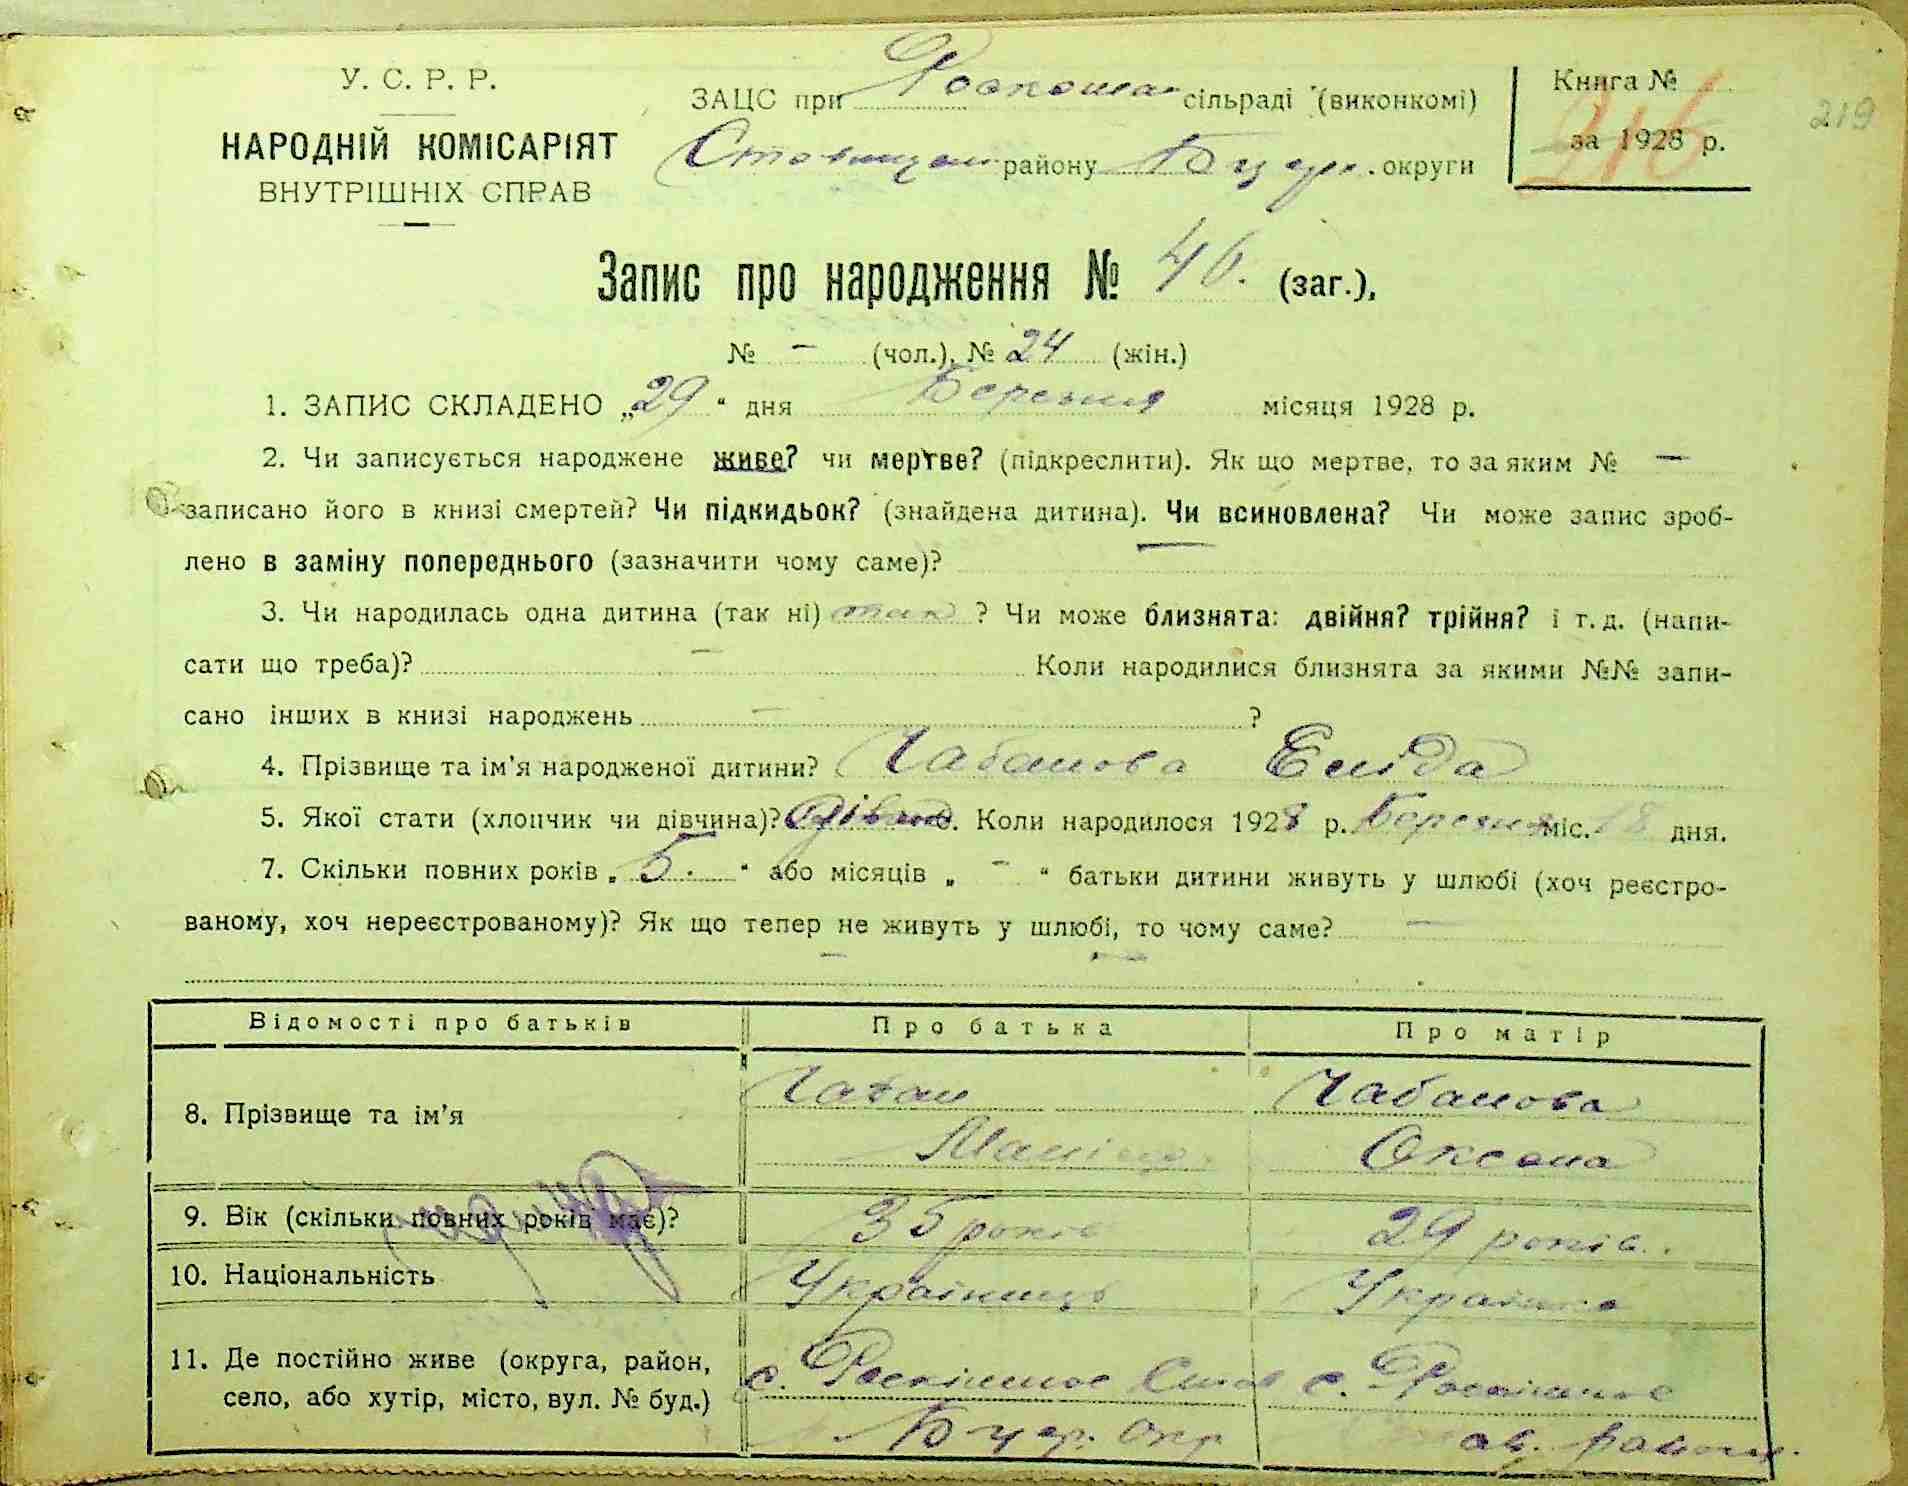 У. С. Р. Р.
НАРОДНІЙ КОМІСАРІЯТ
ВНУТРІШНІХ СПРАВ
ЗАЦС при сільраді (виконкомі)
району Б Цер. округи
Книга №
216
за 1928 р.
219
Запис про народження № 46. (заг.),
№ - (чол.), № 24 (жін.)
1. ЗАПИС СКЛАДЕНО „29“ дня Березня місяця 1928 р.
2. Чи записується народжене живе? чи мертве? (підкреслити). Як що мертве, то за яким № —
записано його в книзі смертей? Чи підкидьок? (знайдена дитина). Чи всиновлена? Чи може запис зроб-
лено в заміну попереднього (зазначити чому саме)?
3. Чи народилась одна дитина (так ні) так ? Чи може близнята: двійня? трійня? і т. д. (напи-
сати що треба)? — Коли народилися близнята за якими №№ запи-
сано інших в книзі народжень — ?
4. Прізвище та ім'я народженої дитини? Чабанова
5. Якої стати (хлопчик чи дівчина)? Коли народилося 1928 р. Березня міс. 18 дня.
7. Скільки повних років „ 5. “ або місяців „ - “ батьки дитини живуть у шлюбі (хоч реєстро-
ваному, хоч нереєстрованому)? Як що тепер не живуть у шлюбі, то чому саме? —
Відомості про батьків Про батька Про матір
8. Прізвище та ім'я Чабан Чабанова
Оксана
9. Вік (скільки повних років має)? 35 років 29 років.
10. Національність Українець Українка
11. Де постійно живе (округа, район,
село, або хутір, місто, вул. № буд.) с. с.
Б Цер. Окр. района.